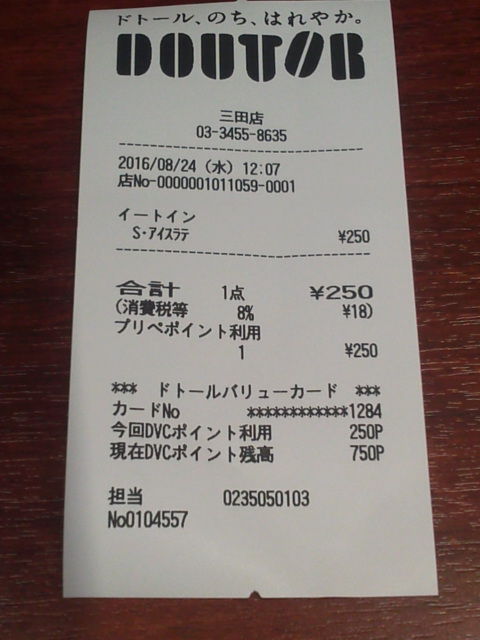 ドトール、のち、はれやか。
DOUTOR
三田店
03-3455-8635
2016/08/24 (水) 12:07
店No-0000001011059-0001
イートイン
S・ｱｲｽﾗﾃ ¥250
合計 1点 ¥250
(消費税等 8% ¥18)
プリペポイント利用
1 ¥250
*** ドトールバリューカード ***
カードNo ************1284
今回DVCポイント利用 250P
現在DVCポイント残高 750P
担当 0235050103
No0104557